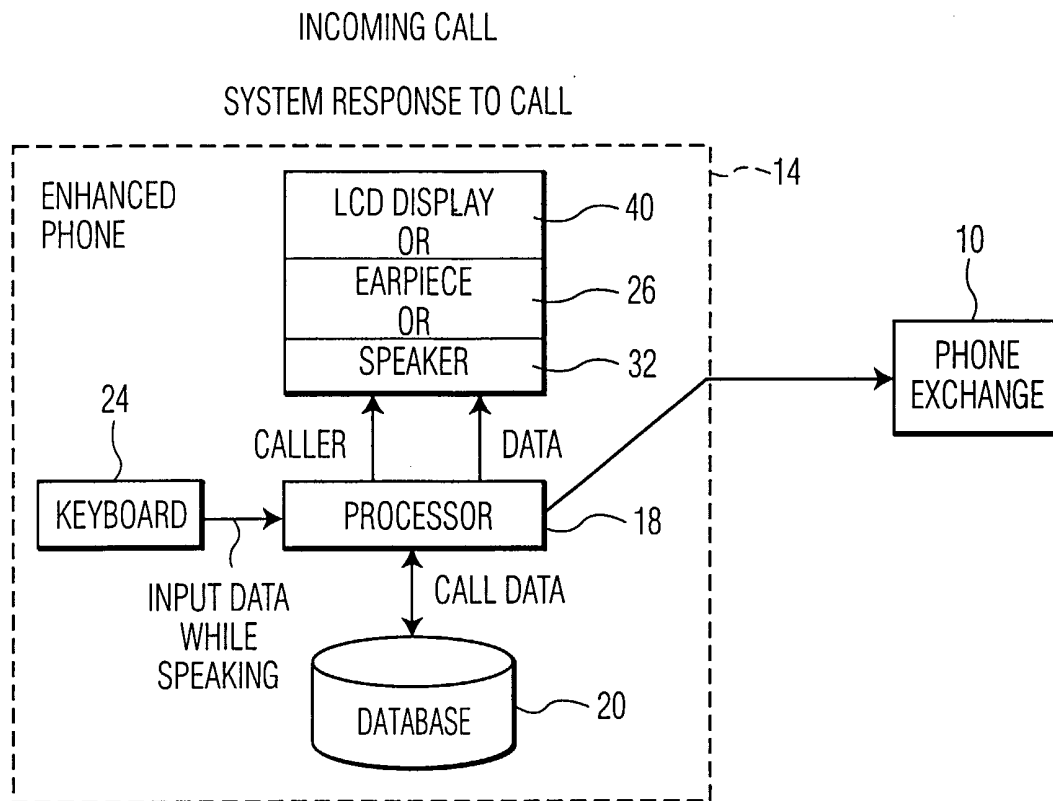 INCOMING CALL
SYSTEM RESPONSE TO CALL
14
ENHANCED
PHONE
LCD DISPLAY
OR
40
EARPIECE
OR
26
SPEAKER
32
10
PHONE
EXCHANGE
24
CALLER
DATA
KEYBOARD
PROCESSOR
18
INPUT DATA
WHILE
SPEAKING
CALL DATA
DATABASE
20